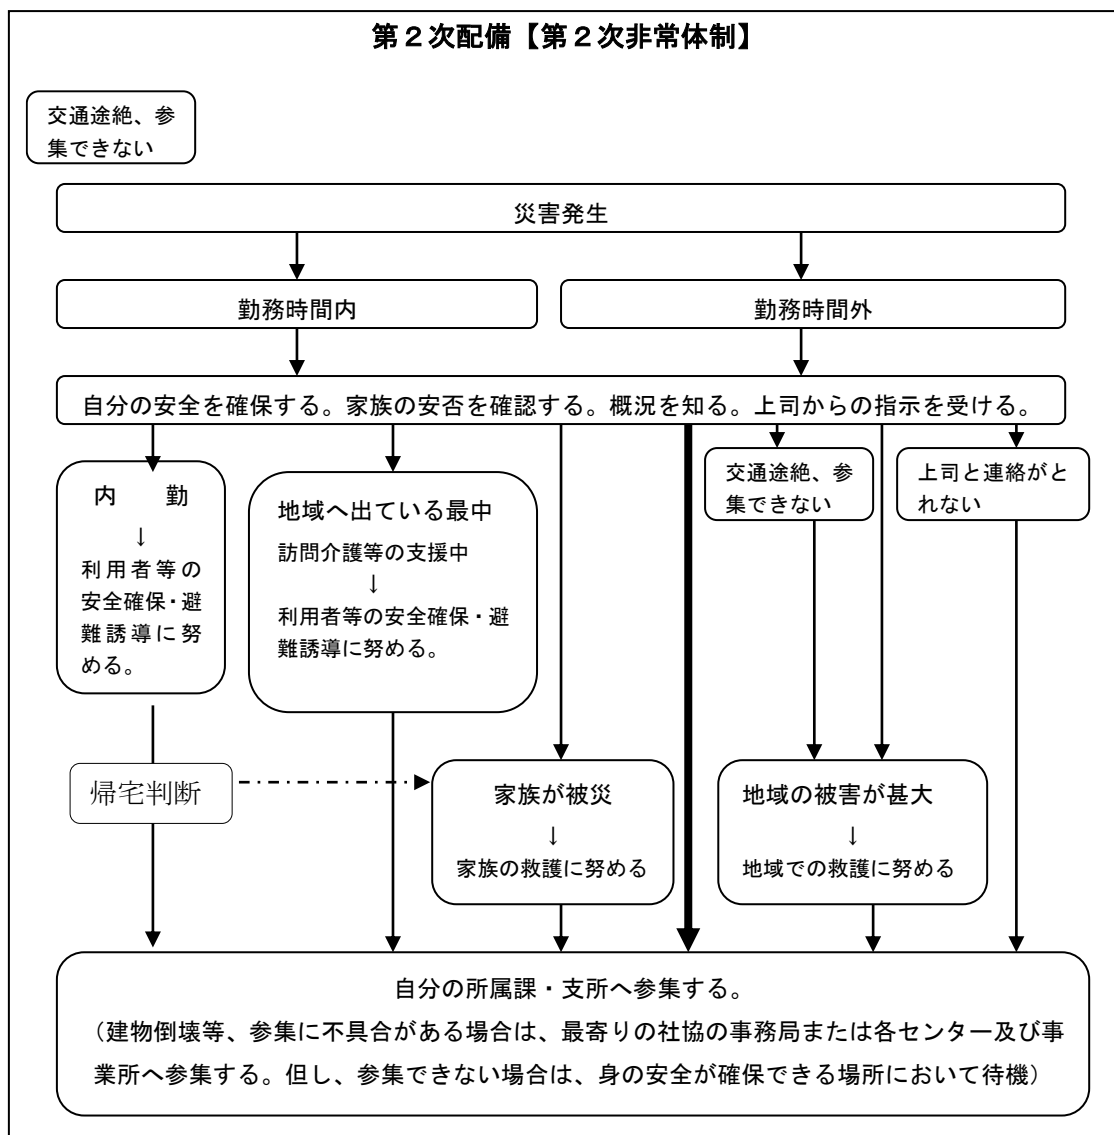 第２次配備【第２次非常体制】
交通途絶、参
集できない
災害発生
勤務時間内
勤務時間外
自分の安全を確保する。家族の安否を確認する。概況を知る。上司からの指示を受ける。
内　　勤
↓
利用者等の
安全確保・避
難誘導に努
める。
地域へ出ている最中
訪問介護等の支援中
↓
利用者等の安全確保・避
難誘導に努める。
交通途絶、参
集できない
上司と連絡がと
れない
帰宅判断
家族が被災
↓
家族の救護に努める
地域の被害が甚大
↓
地域での救護に努める
自分の所属課・支所へ参集する。
（建物倒壊等、参集に不具合がある場合は、最寄りの社協の事務局または各センター及び事
業所へ参集する。但し、参集できない場合は、身の安全が確保できる場所において待機）